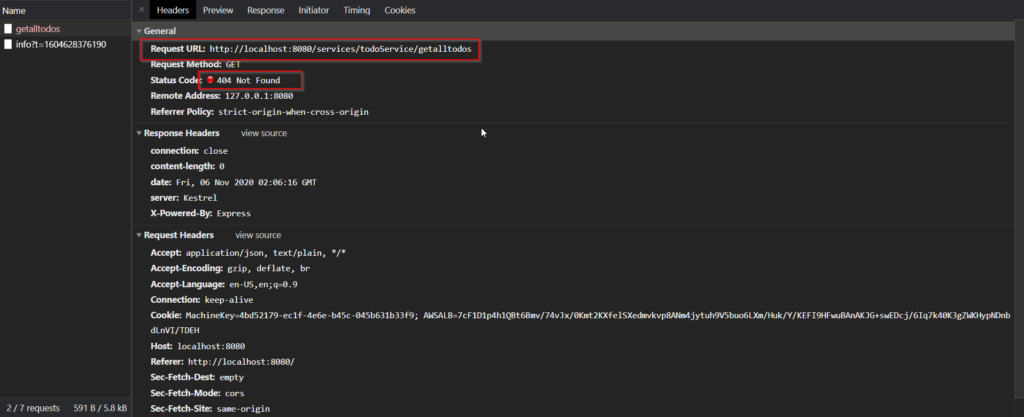 Name
getalltodos
info?t=1604628376190
2 / 7 requests 591 B / 5.8 kB
Headers Preview Response Initiator Timing Cookies
General
Request URL: http://localhost:8080/services/todoService/getalltodos
Request Method: GET
Status Code: 404 Not Found
Remote Address: 127.0.0.1:8080
Referrer Policy: strict-origin-when-cross-origin
Response Headers view source
connection: close
content-length: 0
date: Fri, 06 Nov 2020 02:06:16 GMT
server: Kestrel
X-Powered-By: Express
Request Headers view source
Accept: application/json, text/plain, */*
Accept-Encoding: gzip, deflate, br
Accept-Language: en-US,en;q=0.9
Connection: keep-alive
Cookie: MachineKey=4bd52179-ec1f-4e6e-b45c-045b631b33f9; AWSALB=7cF1D1p4h1QBt6Bmv/74vJx/0Kmt2KXfelSXedmvkvp8ANm4jytuh9V5buo6LXm/Huk/Y/KEFI9HFwuBAnAKJG+swEDcj/6Iq7k40K3gZWKHypNDnb
dLnVI/TDEH
Host: localhost:8080
Referer: http://localhost:8080/
Sec-Fetch-Dest: empty
Sec-Fetch-Mode: cors
Sec-Fetch-Site: same-origin